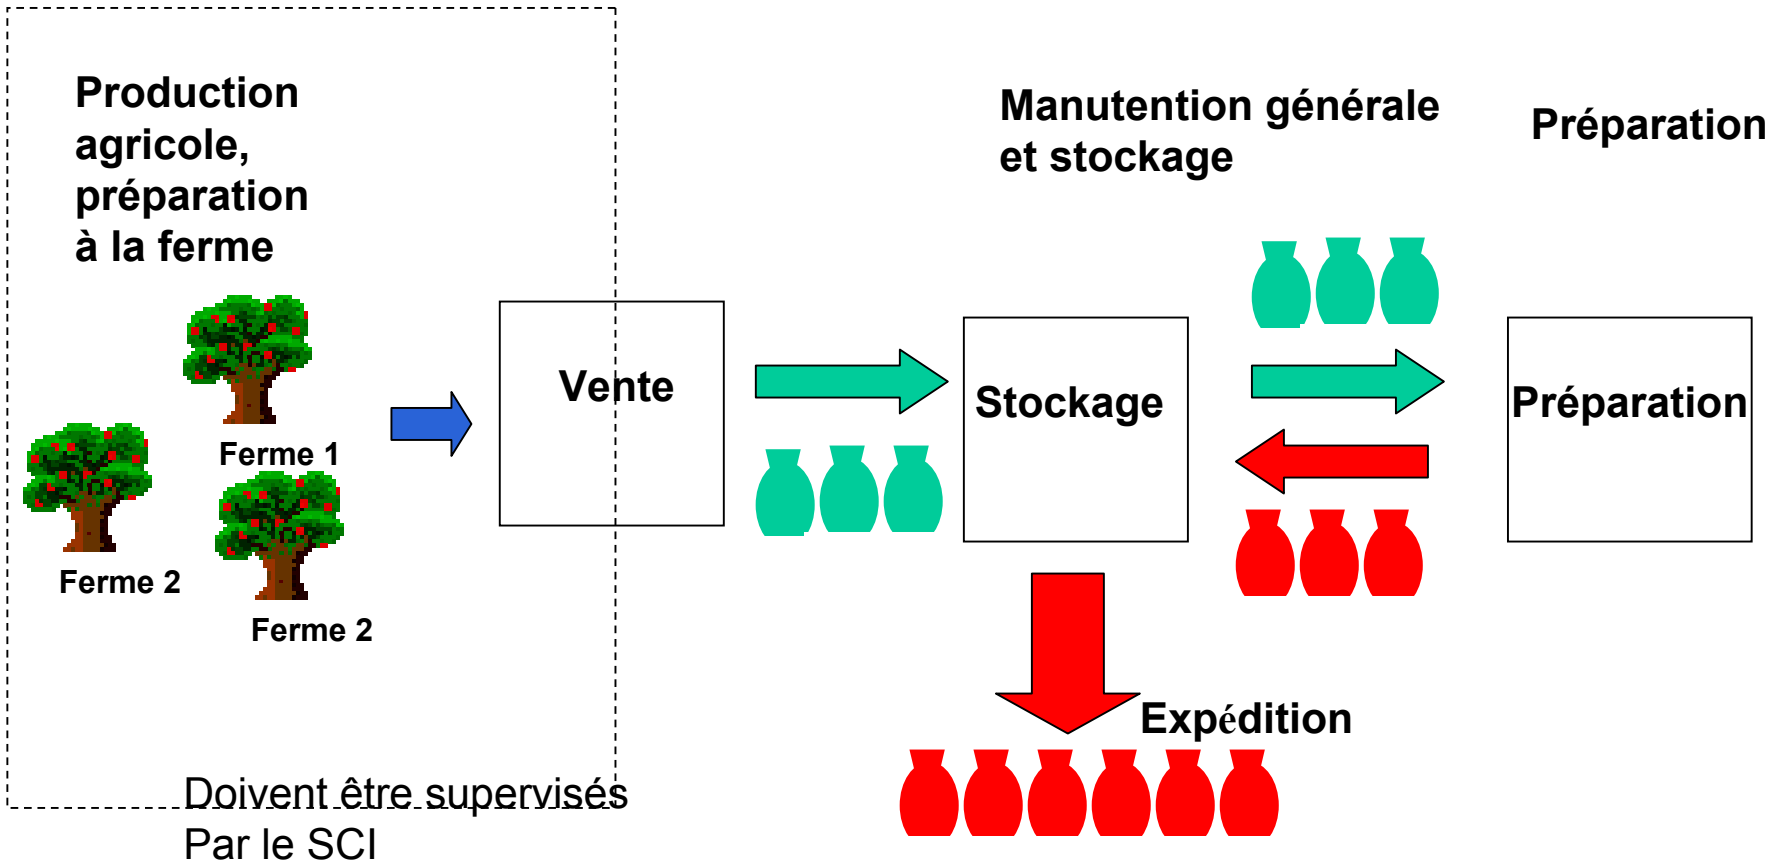 Production
agricole,
préparation
à la ferme
Manutention générale
et stockage
Préparation
Ferme 1
Ferme 2
Ferme 2
Vente
Stockage
Préparation
Expédition
Doivent être supervisés
Par le SCI